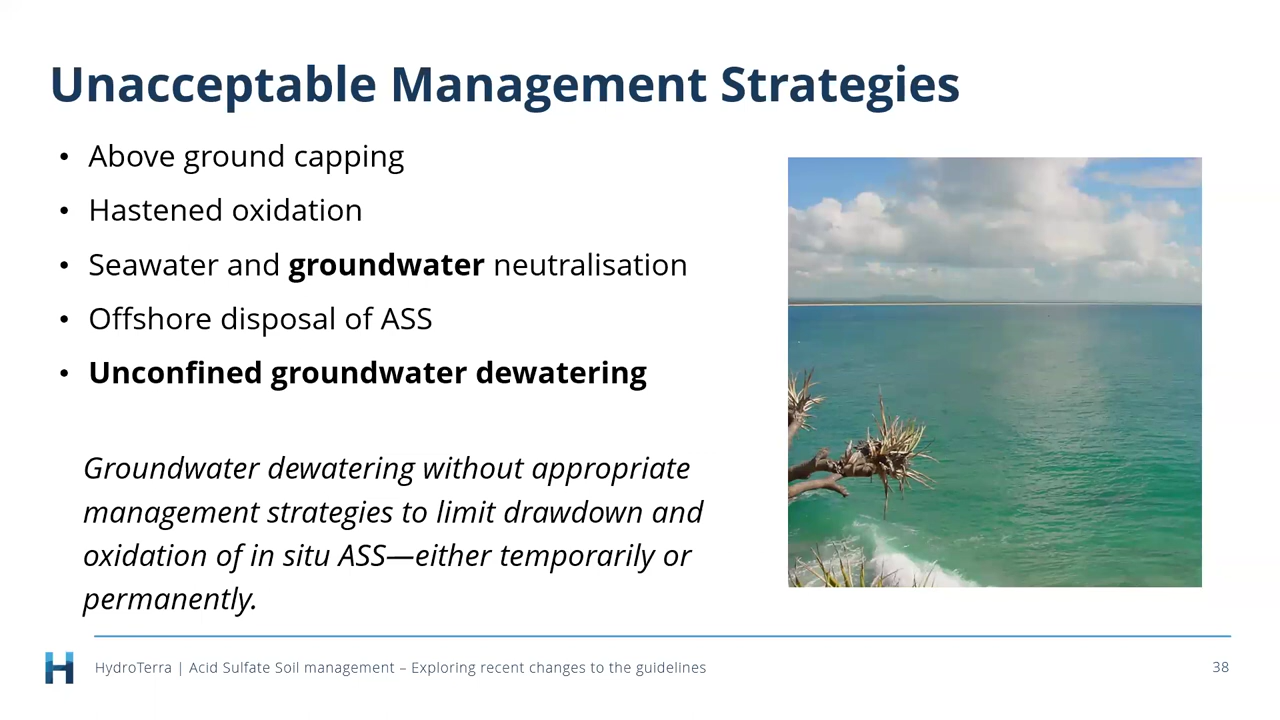 Unacceptable Management Strategies
• Above ground capping
• Hastened oxidation
• Seawater and groundwater neutralisation
• Offshore disposal of ASS
• Unconfined groundwater dewatering
Groundwater dewatering without appropriate
management strategies to limit drawdown and
oxidation of in situ ASS—either temporarily or
permanently.
H
HydroTerra | Acid Sulfate Soil management – Exploring recent changes to the guidelines
38